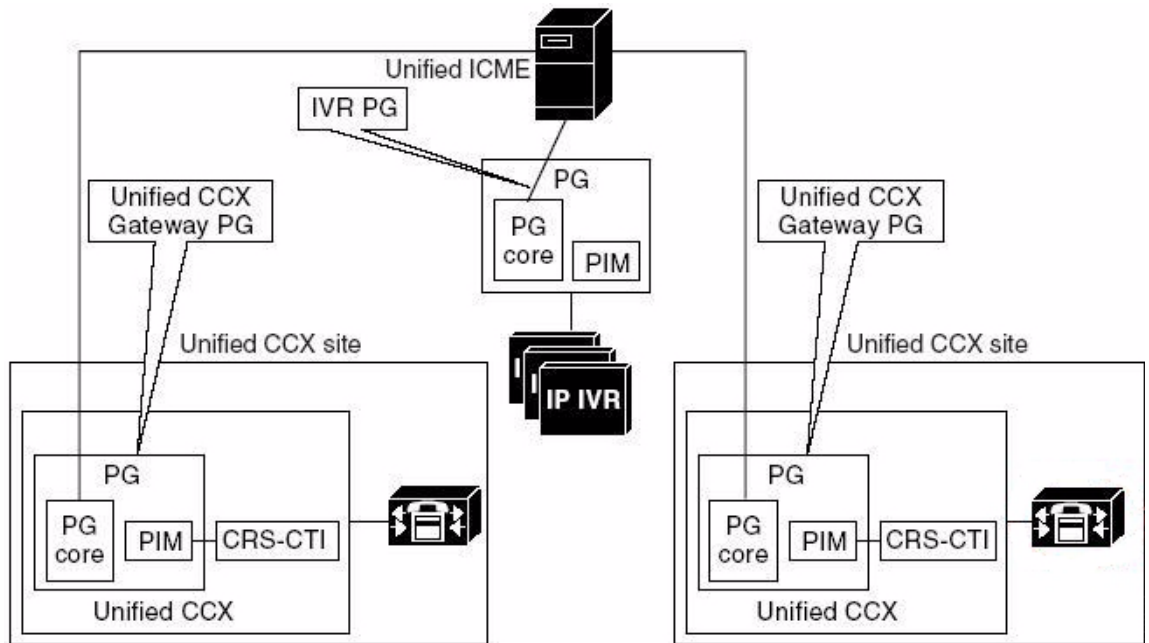 Unified ICME
IVR PG
PG
PG
core
PIM
Unified CCX
Gateway PG
Unified CCX
Gateway PG
Unified CCX site
Unified CCX site
I
I
IP IVR
PG
PG
core
PIM
CRS-CTI
Unified CCX
PG
PG
core
PIM
CRS-CTI
Unified CCX